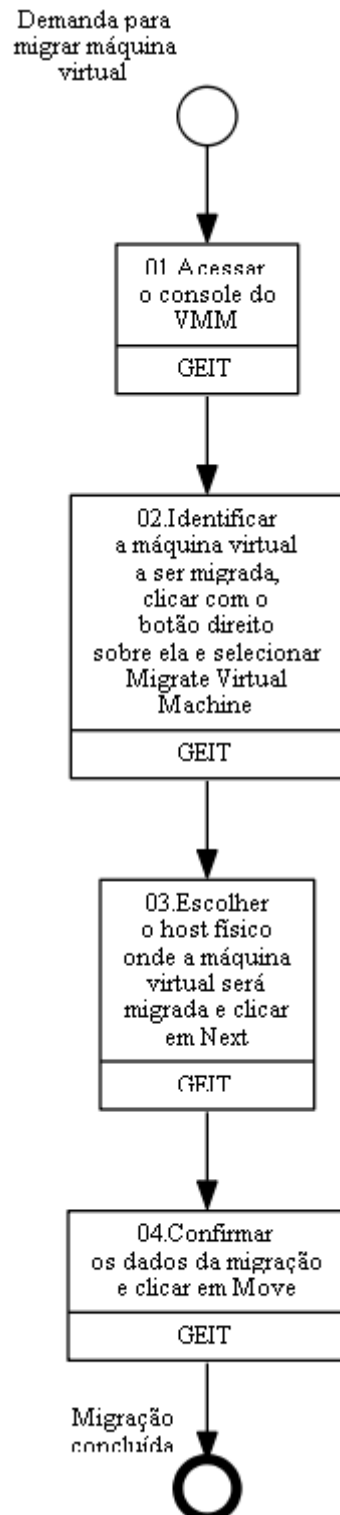 Demanda para
migrar máquina
virtual
01.Acessar
o console do
VMM
GEIT
02.Identificar
a máquina virtual
a ser migrada,
clicar com o
botão direito
sobre ela e selecionar
Migrate Virtual
Machine
GEIT
03.Escolher
o host físico
onde a máquina
virtual será
migrada e clicar
em Next
GEIT
04.Confirmar
os dados da migração
e clicar em Move
GEIT
Migração
concluída